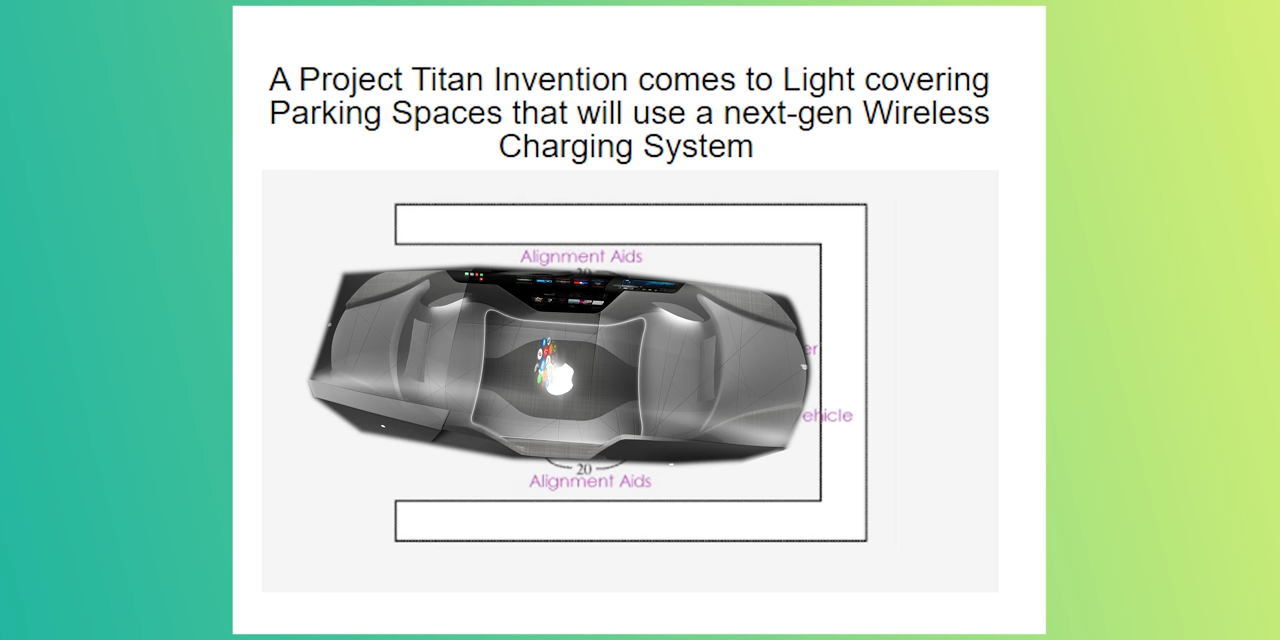 A Project Titan Invention comes to Light covering
Parking Spaces that will use a next-gen Wireless
Charging System
Alignment Aids
20
Alignment Aids